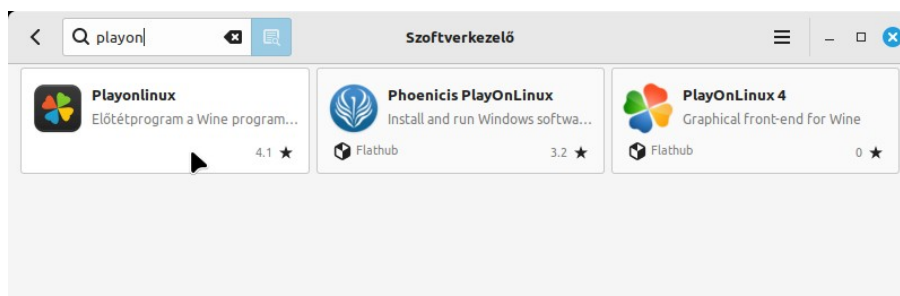 playon
Szoftverkezelő
Playonlinux
Előtétprogram a Wine program...
4.1 ★
Phoenicis PlayOnLinux
Install and run Windows softwa...
Flathub
3.2 ★
PlayOnLinux 4
Graphical front-end for Wine
Flathub
0 ★